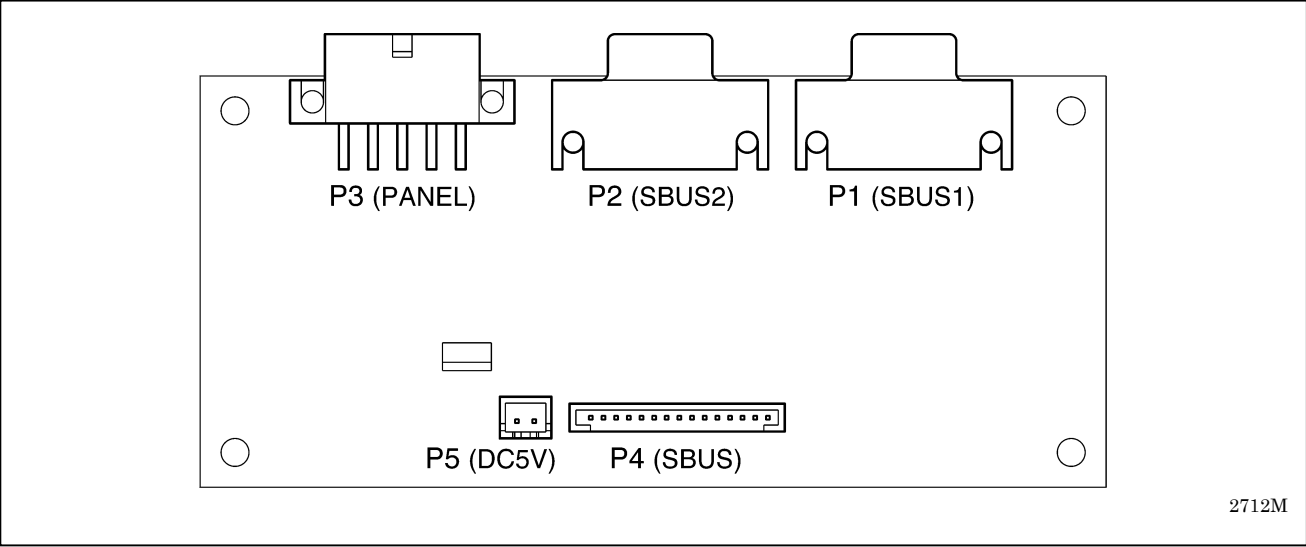 P3 (PANEL)
P2 (SBUS2)
P1 (SBUS1)
P5 (DC5V)
P4 (SBUS)
2712M